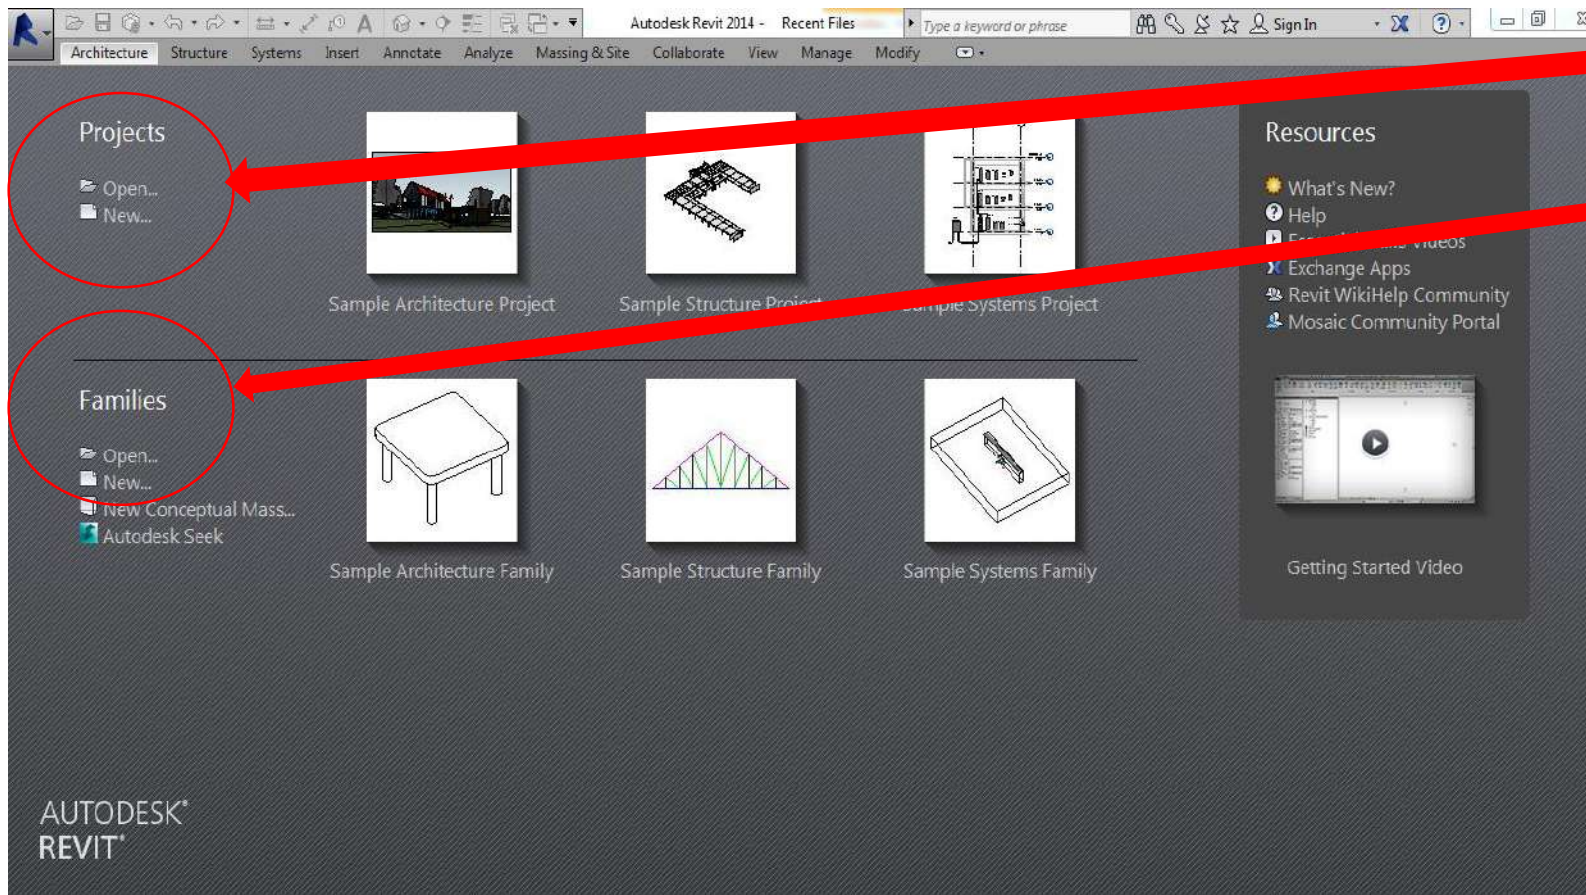 Autodesk Revit 2014 - Recent Files
Type a keyword or phrase
Sign In
Architecture Structure Systems Insert Annotate Analyze Massing & Site Collaborate View Manage Modify
Projects
Open...
New...
Sample Architecture Project
Sample Structure Project
Sample Systems Project
Families
Open...
New...
New Conceptual Mass...
Autodesk Seek
Sample Architecture Family
Sample Structure Family
Sample Systems Family
Resources
What's New?
Help
Videos
Exchange Apps
Revit WikiHelp Community
Mosaic Community Portal
Getting Started Video
AUTODESK®
REVIT®